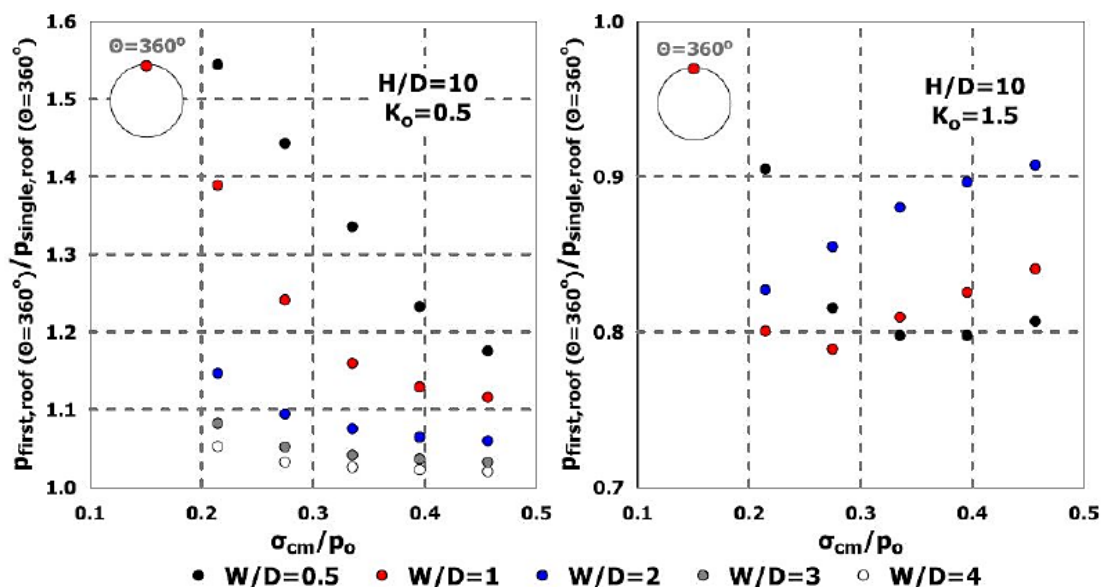 p_first,roof (Θ=360°)/p_single,roof (Θ=360°)
1.6
1.5
1.4
1.3
1.2
1.1
1.0
Θ=360°
H/D=10
K_o=0.5
0.1 0.2 0.3 0.4 0.5
σ_cm/p_o
p_first,roof (Θ=360°)/p_single,roof (Θ=360°)
1.0
0.9
0.8
0.7
Θ=360°
H/D=10
K_o=1.5
0.1 0.2 0.3 0.4 0.5
σ_cm/p_o
W/D=0.5 W/D=1 W/D=2 W/D=3 W/D=4